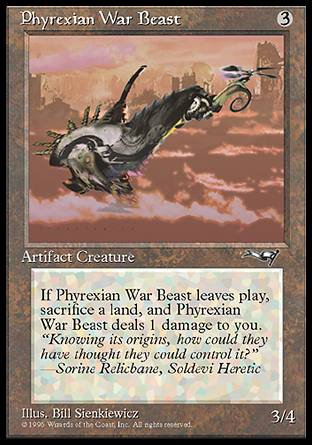 Phyrexian War Beast 3
Artifact Creature
If Phyrexian War Beast leaves play,
sacrifice a land, and Phyrexian
War Beast deals 1 damage to you.
"Knowing its origins, how could they
have thought they could control it?"
—Sorine Relicbane, Soldevi Heretic
Illus. Bill Sienkiewicz
©1996 Wizards of the Coast, Inc. All rights reserved.
3/4